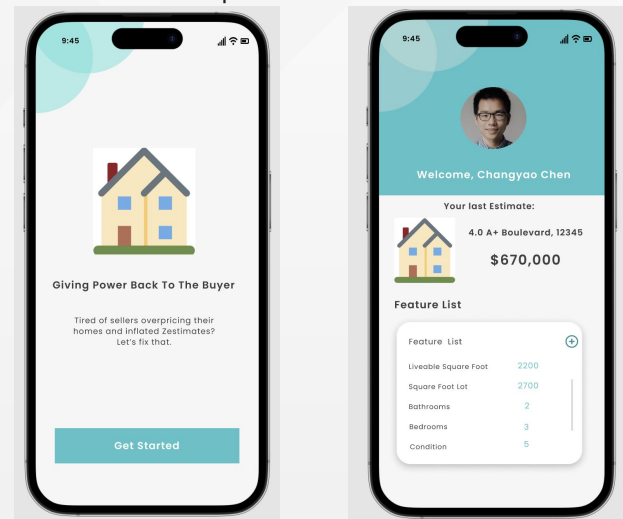 9:45
Giving Power Back To The Buyer
Tired of sellers overpricing their
homes and inflated Zestimates?
Let's fix that.
Get Started
9:45
Welcome, Changyao Chen
Your last Estimate:
4.0 A+ Boulevard, 12345
$670,000
Feature List
Feature List
Liveable Square Foot 2200
Square Foot Lot 2700
Bathrooms 2
Bedrooms 3
Condition 5